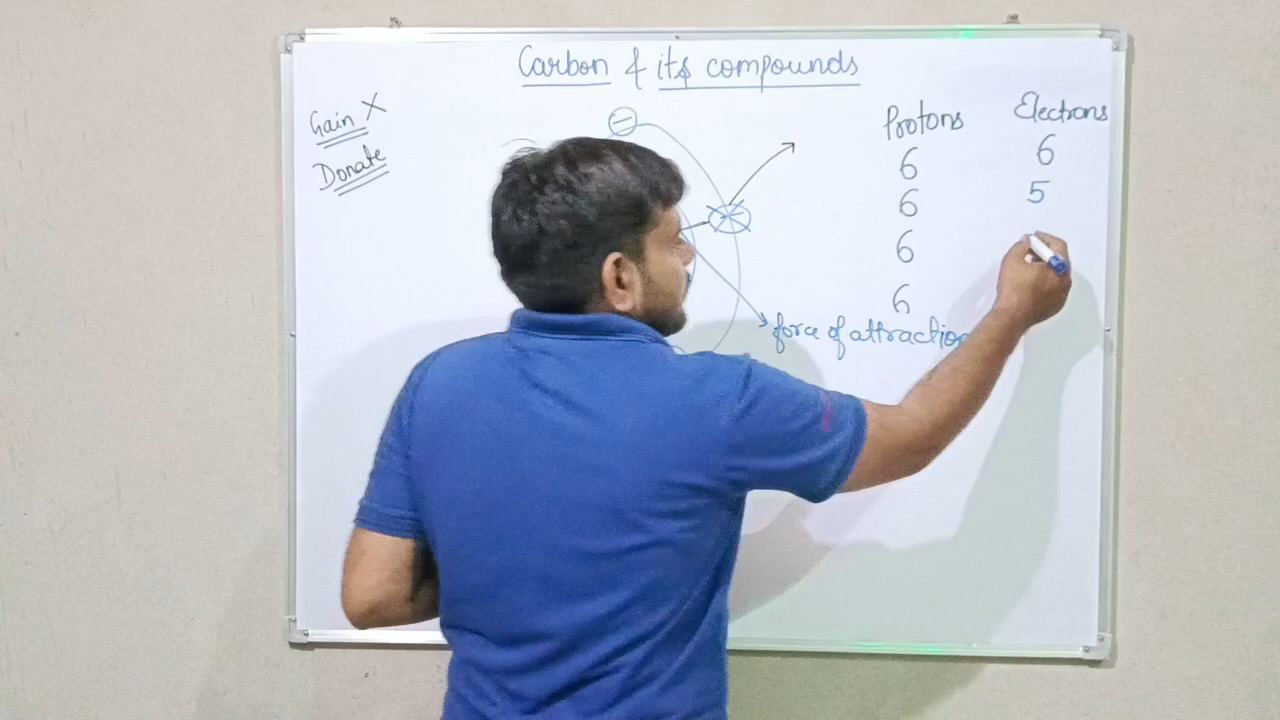 Carbon & its compounds
Gain X
Donate
Protons Electrons
6 6
6 5
6
6
force of attraction